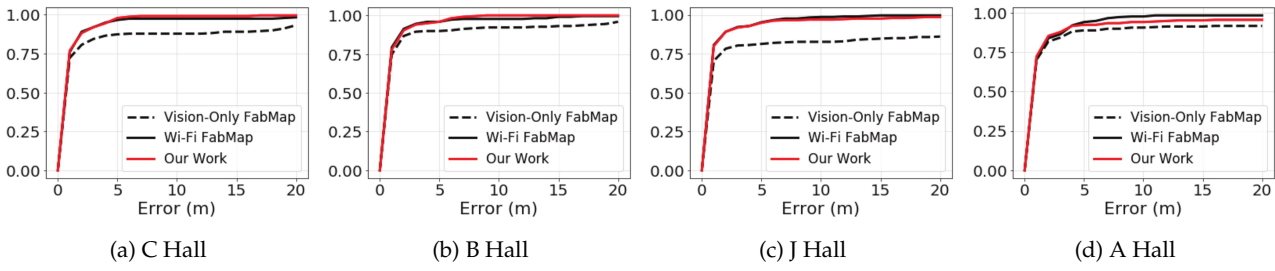 1.00
0.75
0.50
0.25
0.00
Vision-Only FabMap
Wi-Fi FabMap
Our Work
0 5 10 15 20
Error (m)
(a) C Hall
1.00
0.75
0.50
0.25
0.00
Vision-Only FabMap
Wi-Fi FabMap
Our Work
0 5 10 15 20
Error (m)
(b) B Hall
1.00
0.75
0.50
0.25
0.00
Vision-Only FabMap
Wi-Fi FabMap
Our Work
0 5 10 15 20
Error (m)
(c) J Hall
1.00
0.75
0.50
0.25
0.00
Vision-Only FabMap
Wi-Fi FabMap
Our Work
0 5 10 15 20
Error (m)
(d) A Hall